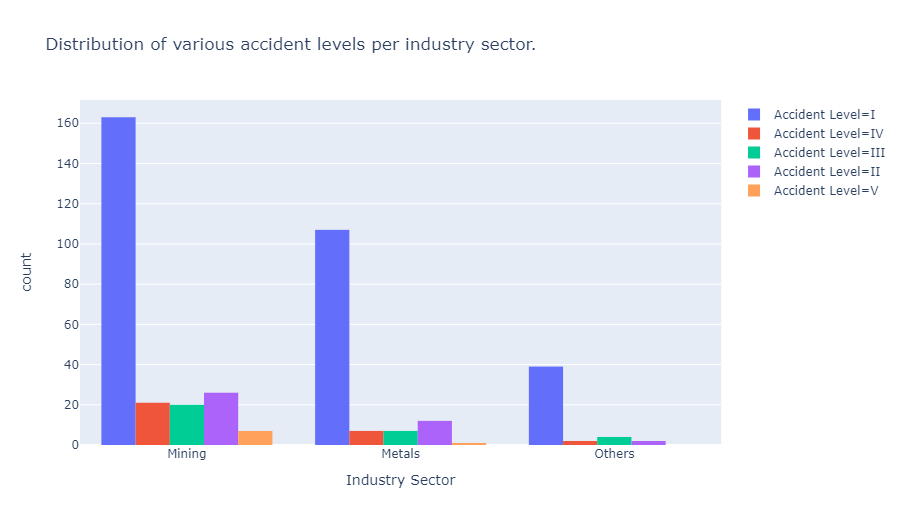 Distribution of various accident levels per industry sector.
160
140
120
100
80
60
40
20
0
count
Mining
Metals
Others
Industry Sector
Accident Level=I
Accident Level=IV
Accident Level=III
Accident Level=II
Accident Level=V